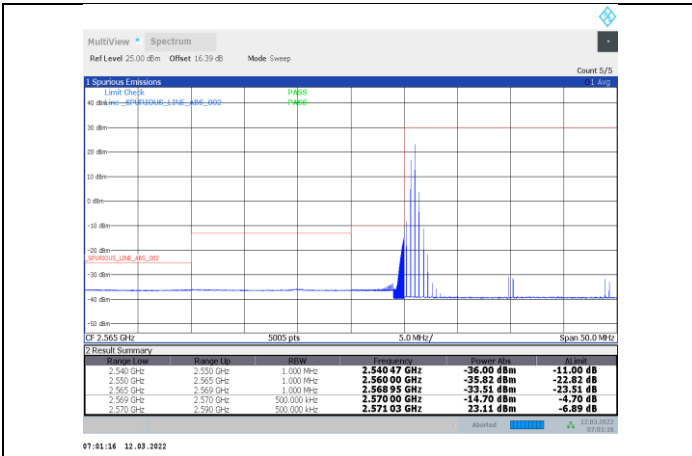 MultiView Spectrum
Ref Level 25.00 dBm Offset 16.39 dB Mode Sweep
Count 5/5
1 Spurious Emissions 1 Avg
Limit Check PASS
Line _SPURIOUS_LINE_ABS_002 PASS
40 dBm
30 dBm
20 dBm
10 dBm
0 dBm
-10 dBm
-20 dBm
_SPURIOUS_LINE_ABS_002
-30 dBm
-40 dBm
-50 dBm
CF 2.565 GHz 5005 pts 5.0 MHz/ Span 50.0 MHz
2 Result Summary
Range Low Range Up RBW Frequency Power Abs ΔLimit
2.540 GHz 2.550 GHz 1.000 MHz 2.540 47 GHz -36.00 dBm -11.00 dB
2.550 GHz 2.565 GHz 1.000 MHz 2.560 00 GHz -35.82 dBm -22.82 dB
2.565 GHz 2.569 GHz 1.000 MHz 2.568 95 GHz -33.51 dBm -23.51 dB
2.569 GHz 2.570 GHz 500.000 kHz 2.570 00 GHz -14.70 dBm -4.70 dB
2.570 GHz 2.590 GHz 500.000 kHz 2.571 03 GHz 23.11 dBm -6.89 dB
Aborted 12.03.2022
07:01:16
07:01:16 12.03.2022